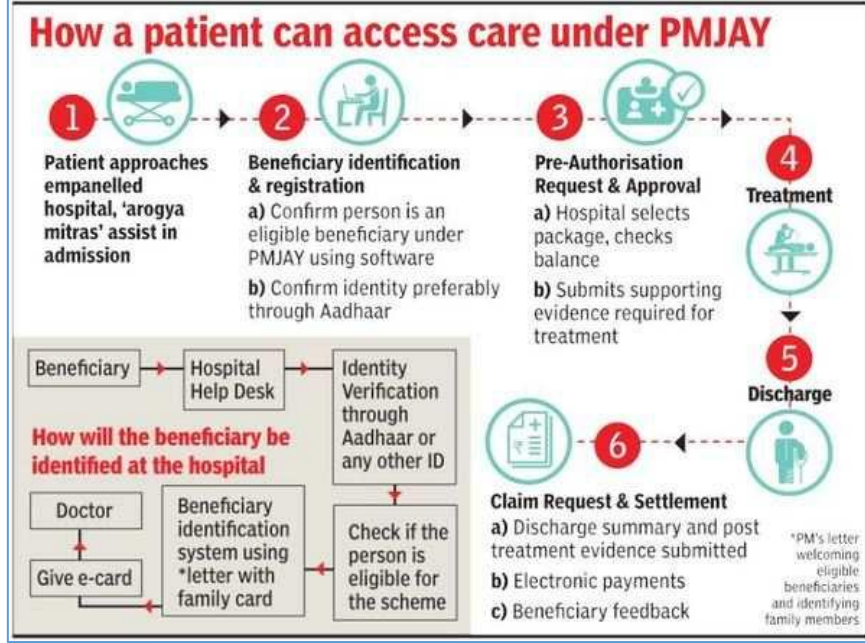 How a patient can access care under PMJAY
1
Patient approaches
empanelled
hospital, ‘arogya
mitras’ assist in
admission
2
Beneficiary identification
& registration
a) Confirm person is an
eligible beneficiary under
PMJAY using software
b) Confirm identity preferably
through Aadhaar
3
Pre-Authorisation
Request & Approval
a) Hospital selects
package, checks
balance
b) Submits supporting
evidence required for
treatment
4
Treatment
5
Discharge
6
₹
Claim Request & Settlement
a) Discharge summary and post
treatment evidence submitted
b) Electronic payments
c) Beneficiary feedback
*PM's letter
welcoming
eligible
beneficiaries
and identifying
family members
How will the beneficiary be
identified at the hospital
Beneficiary
Hospital
Help Desk
Identity
Verification
through
Aadhaar or
any other ID
Check if the
person is
eligible for
the scheme
Beneficiary
identification
system using
*letter with
family card
Give e-card
Doctor